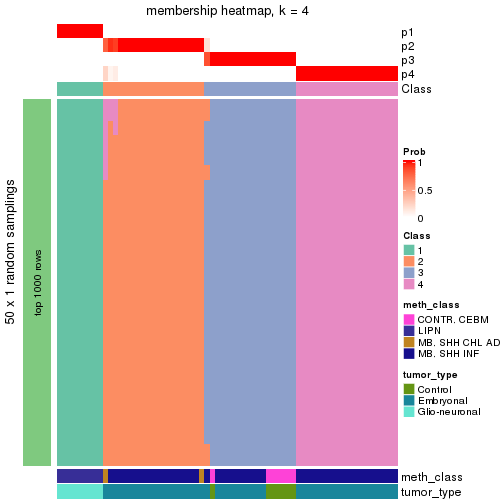 membership heatmap, k = 4
p1
p2
p3
p4
Class
50 x 1 random samplings
top 1000 rows
Prob
1
0.5
0
Class
1
2
3
4
meth_class
CONTR. CEBM
LIPN
MB. SHH CHL AD
MB. SHH INF
tumor_type
Control
Embryonal
Glio-neuronal
meth_class
tumor_type